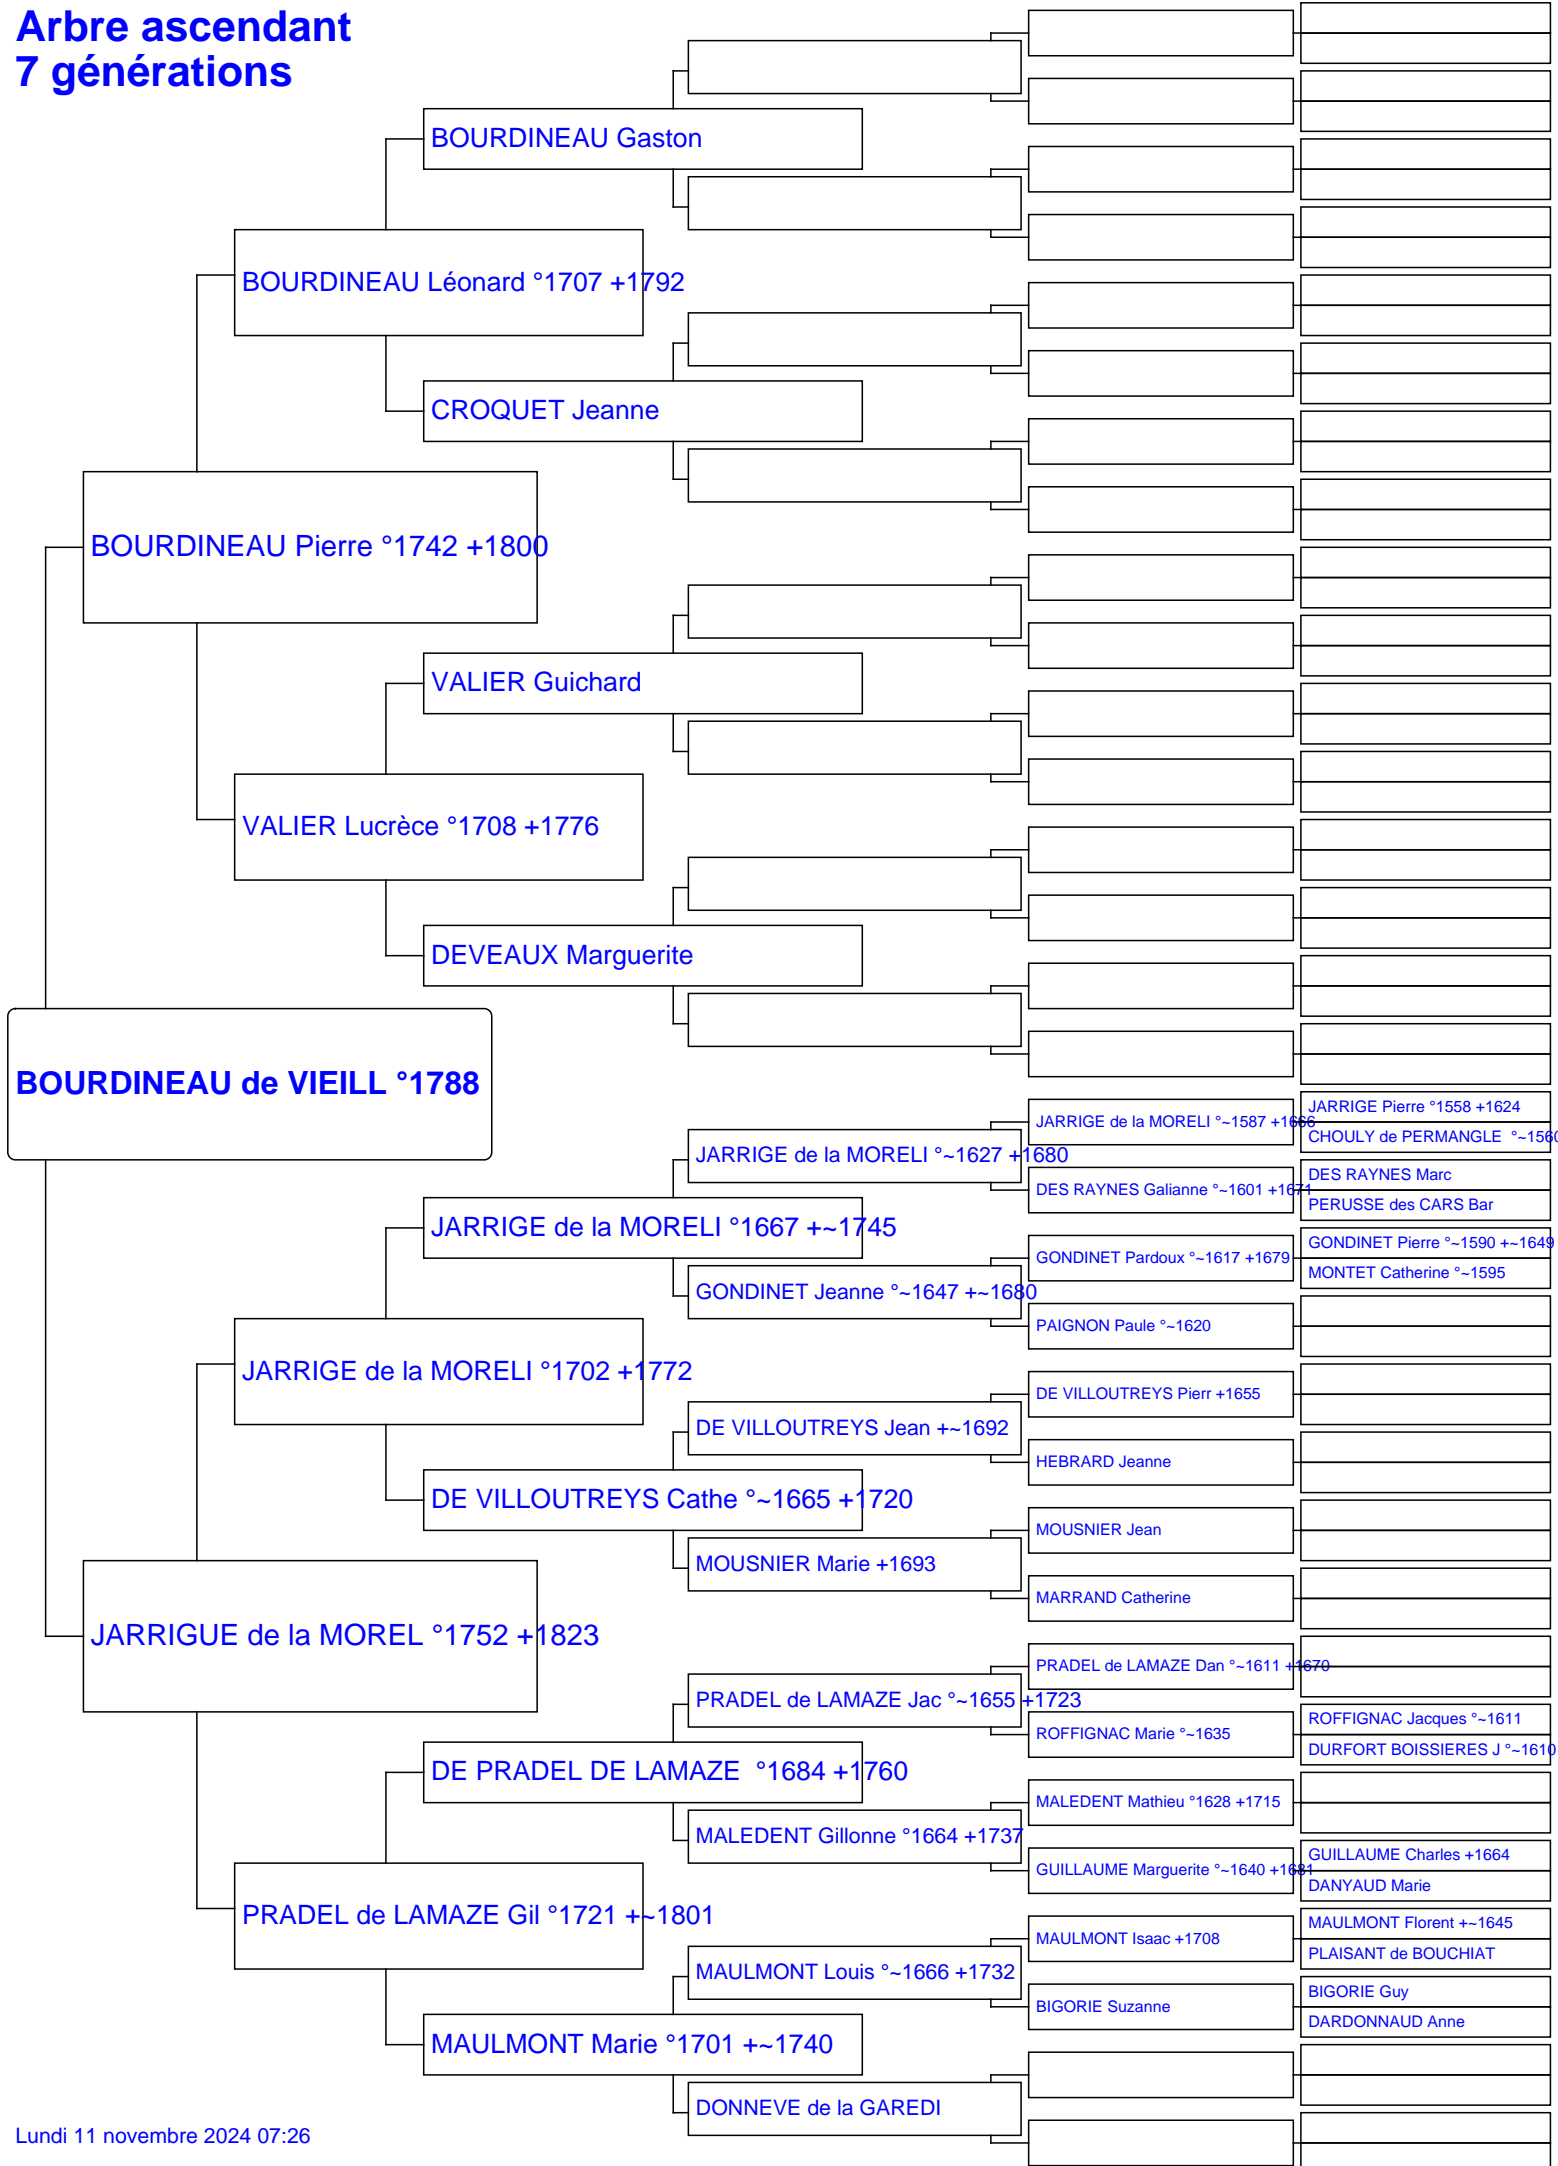 Arbre ascendant
7 générations
BOURDINEAU Gaston
BOURDINEAU Léonard °1707 +1792
CROQUET Jeanne
BOURDINEAU Pierre °1742 +1800
VALIER Guichard
VALIER Lucrèce °1708 +1776
DEVEAUX Marguerite
BOURDINEAU de VIEILL °1788
JARRIGE Pierre °1558 +1624
JARRIGE de la MORELI °~1587 +1666
CHOULY de PERMANGLE °~1560
JARRIGE de la MORELI °~1627 +1680
DES RAYNES Marc
DES RAYNES Galianne °~1601 +1671
PERUSSE des CARS Bar
JARRIGE de la MORELI °1667 +~1745
GONDINET Pierre °~1590 +~1649
GONDINET Pardoux °~1617 +1679
MONTET Catherine °~1595
GONDINET Jeanne °~1647 +~1680
PAIGNON Paule °~1620
JARRIGE de la MORELI °1702 +1772
DE VILLOUTREYS Pierr +1655
DE VILLOUTREYS Jean +~1692
HEBRARD Jeanne
DE VILLOUTREYS Cathe °~1665 +1720
MOUSNIER Jean
MOUSNIER Marie +1693
MARRAND Catherine
JARRIGUE de la MOREL °1752 +1823
PRADEL de LAMAZE Dan °~1611 +1670
PRADEL de LAMAZE Jac °~1655 +1723
ROFFIGNAC Jacques °~1611
ROFFIGNAC Marie °~1635
DURFORT BOISSIERES J °~1610
DE PRADEL DE LAMAZE °1684 +1760
MALEDENT Mathieu °1628 +1715
MALEDENT Gillonne °1664 +1737
GUILLAUME Charles +1664
GUILLAUME Marguerite °~1640 +1681
DANYAUD Marie
PRADEL de LAMAZE Gil °1721 +~1801
MAULMONT Florent +~1645
MAULMONT Isaac +1708
PLAISANT de BOUCHIAT
MAULMONT Louis °~1666 +1732
BIGORIE Guy
BIGORIE Suzanne
DARDONNAUD Anne
MAULMONT Marie °1701 +~1740
DONNEVE de la GAREDI
Lundi 11 novembre 2024 07:26